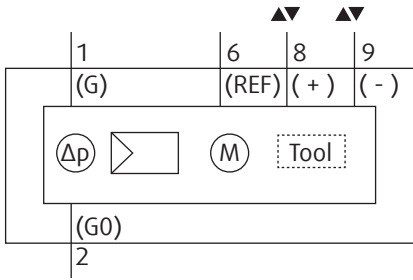 ▲▼ ▲▼
1 6 8 9
(G) (REF) ( + ) ( - )
Δp M Tool
(G0)
2